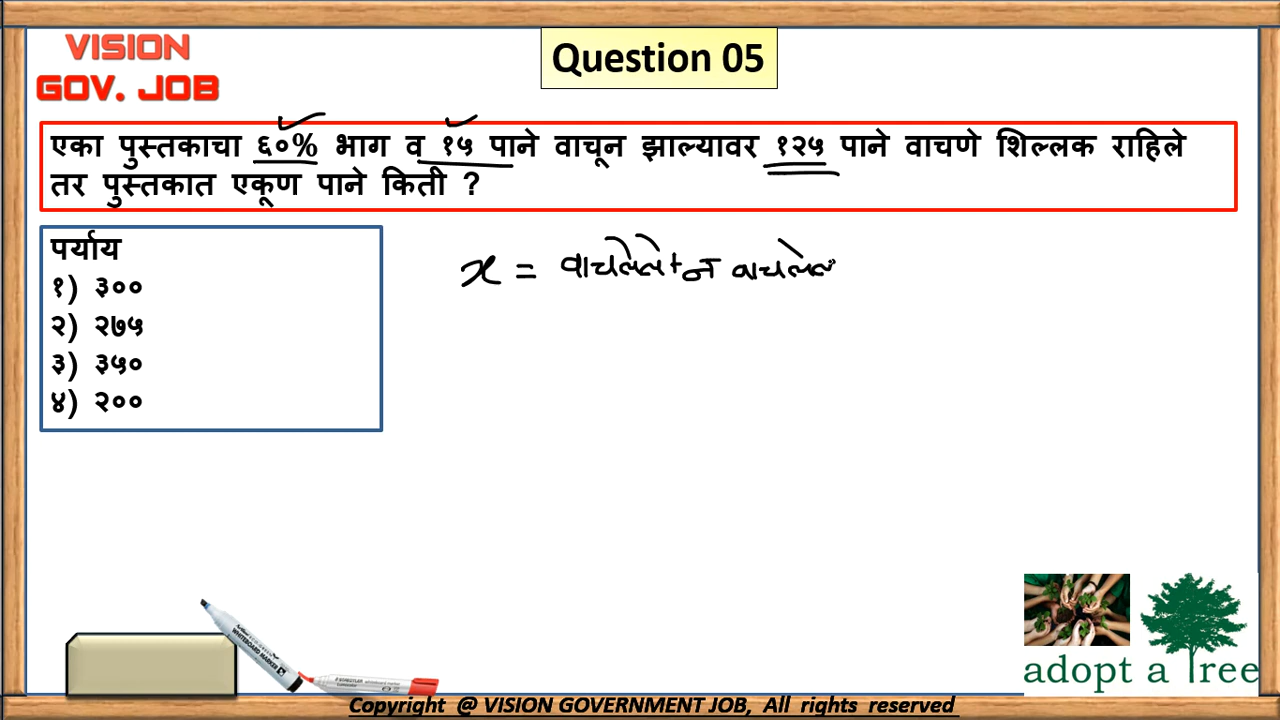 VISION
GOV. JOB
Question 05
एका पुस्तकाचा ६०% भाग व १५ पाने वाचून झाल्यावर १२५ पाने वाचणे शिल्लक राहिले
तर पुस्तकात एकूण पाने किती ?
पर्याय
१) ३००
२) २७५
३) ३५०
४) २००
x = वाचलेले + न वाचलेल
adopt a Tree
Copyright @ VISION GOVERNMENT JOB, All rights reserved